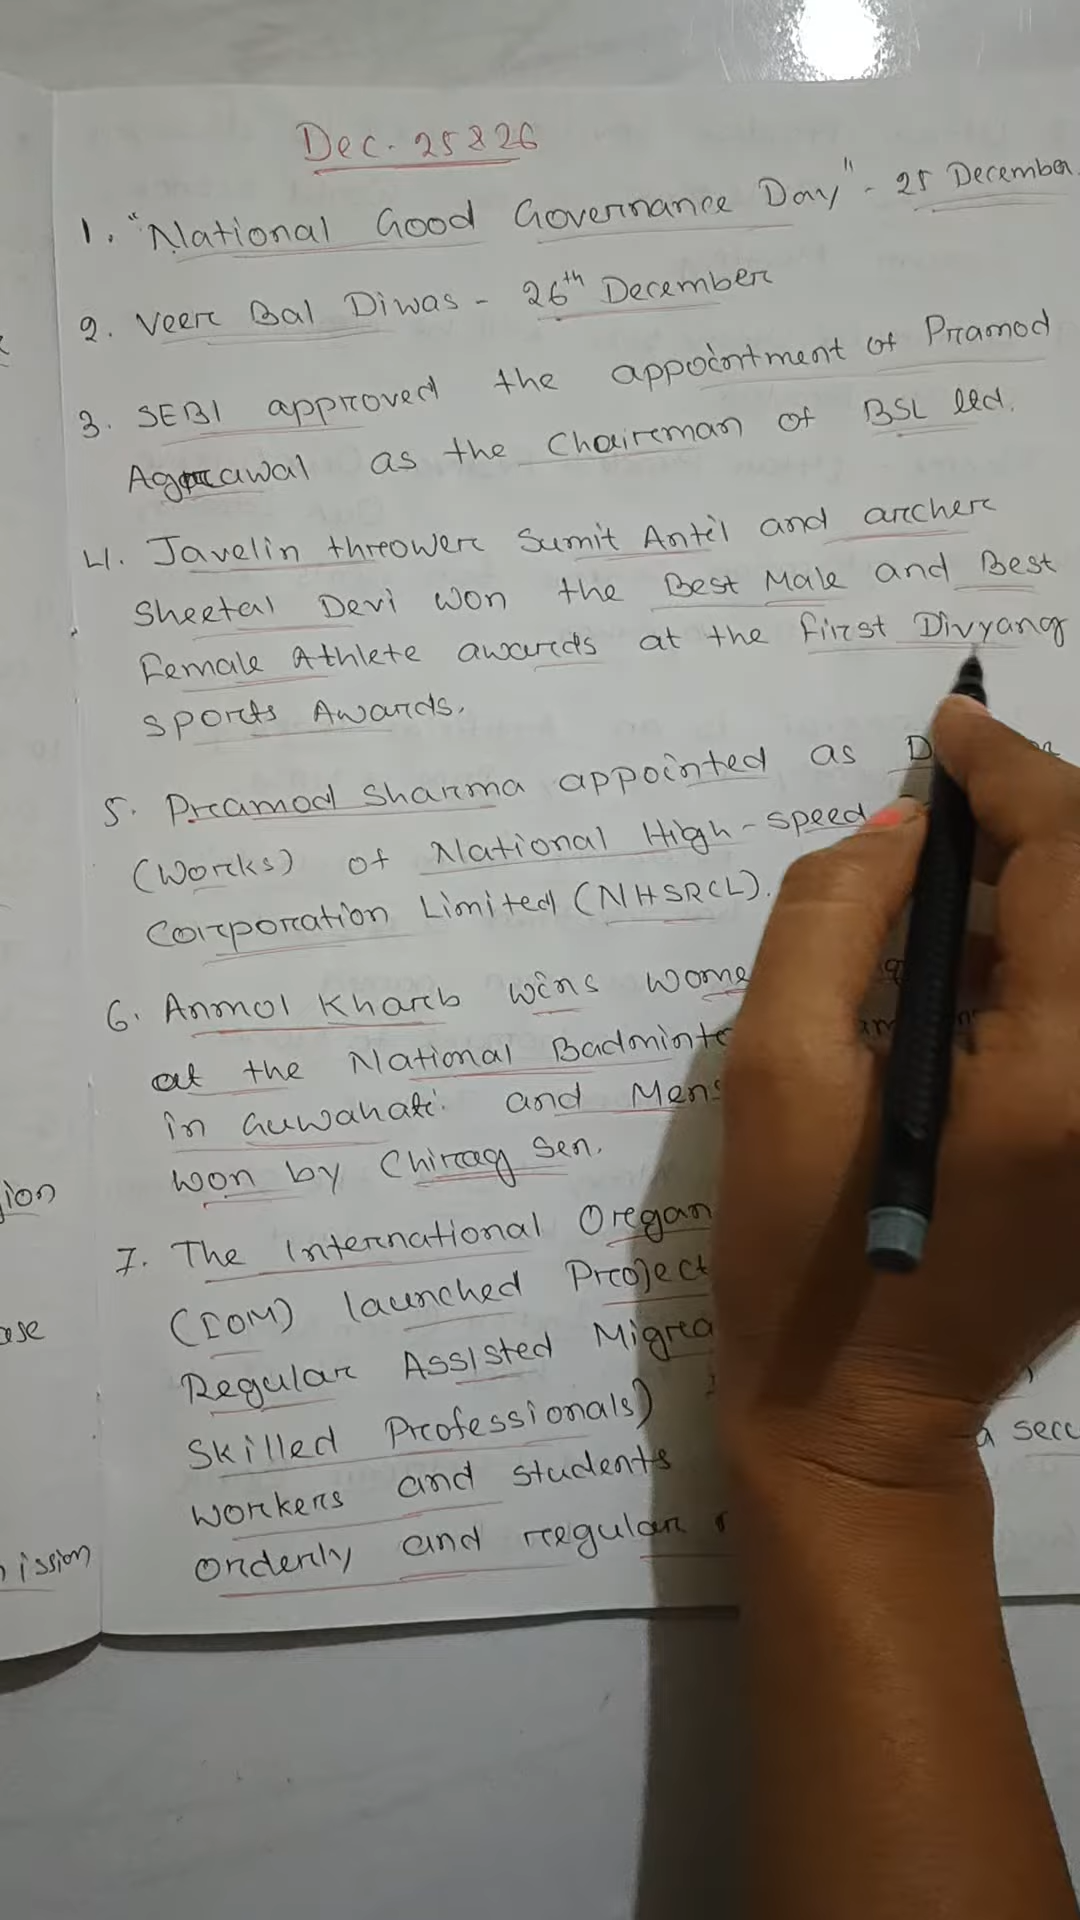 Dec. 25 & 26
1. "National Good Governance Day" - 25 December
2. Veer Bal Diwas - 26th December
3. SEBI approved the appointment of Pramod
Agrawal as the Chairman of BSL Ltd.
4. Javelin thrower Sumit Antil and archer
Sheetal Devi won the Best Male and Best
Female Athlete awards at the first Divyang
sports Awards.
5. Pramod Sharma appointed as
(Works) of National High-speed
Corporation Limited (NHSRCL).
6. Anmol Kharb wins
at the National
in Guwahati. and Mens
won by Chirag Sen.
7. The International
(IOM) launched Project
Regular Assisted
Skilled Professionals)
workers and students a
orderly and regular